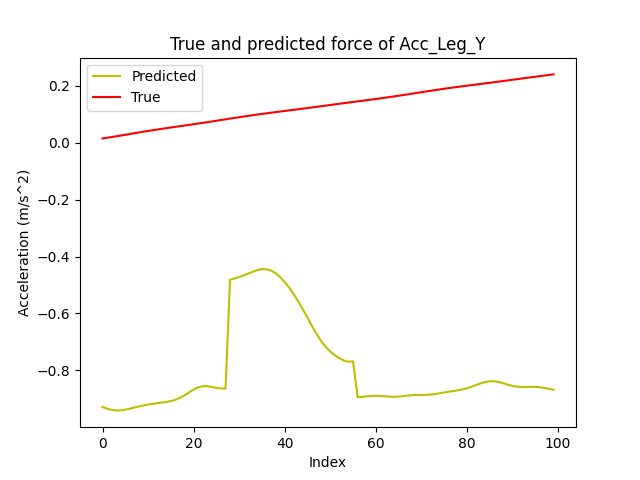 True and predicted force of Acc_Leg_Y
Predicted
True
0.2
0.0
−0.2
−0.4
−0.6
−0.8
Acceleration (m/s^2)
0 20 40 60 80 100
Index